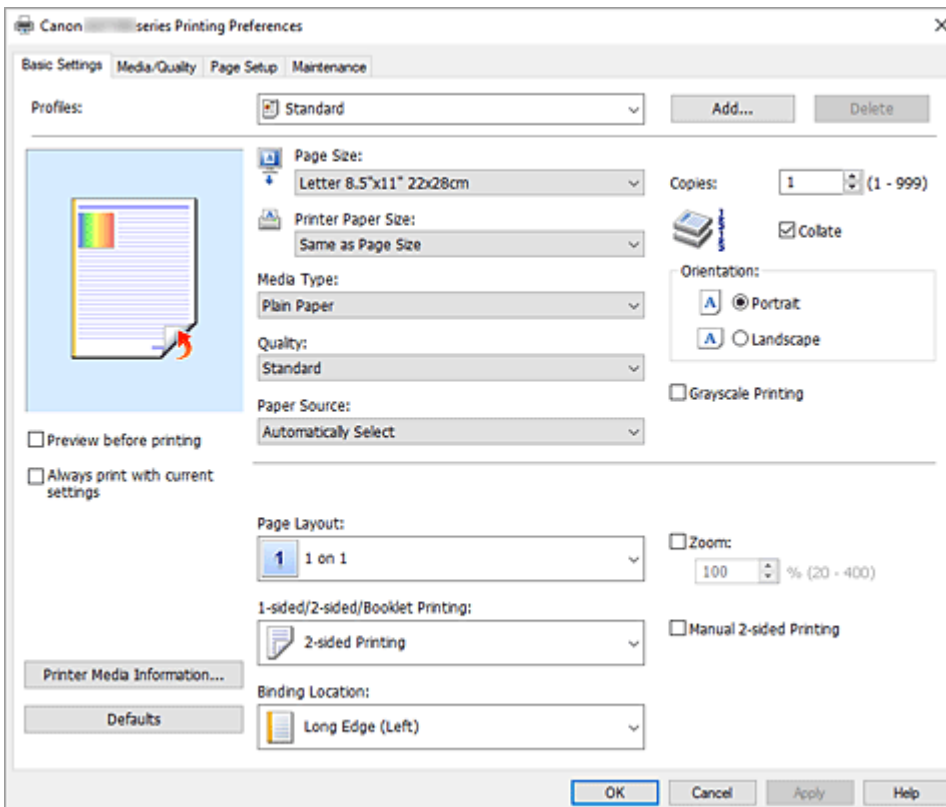 Canon series Printing Preferences
Basic Settings Media/Quality Page Setup Maintenance
Profiles: Standard Add... Delete
Page Size:
Letter 8.5"x11" 22x28cm
Copies: 1 (1 - 999)
Printer Paper Size:
Same as Page Size
Collate
Media Type:
Plain Paper
Orientation:
Portrait
Landscape
Quality:
Standard
Grayscale Printing
Paper Source:
Automatically Select
Preview before printing
Always print with current
settings
Page Layout:
1 1 on 1
Zoom:
100 % (20 - 400)
1-sided/2-sided/Booklet Printing:
2-sided Printing
Manual 2-sided Printing
Printer Media Information...
Defaults
Binding Location:
Long Edge (Left)
OK Cancel Apply Help